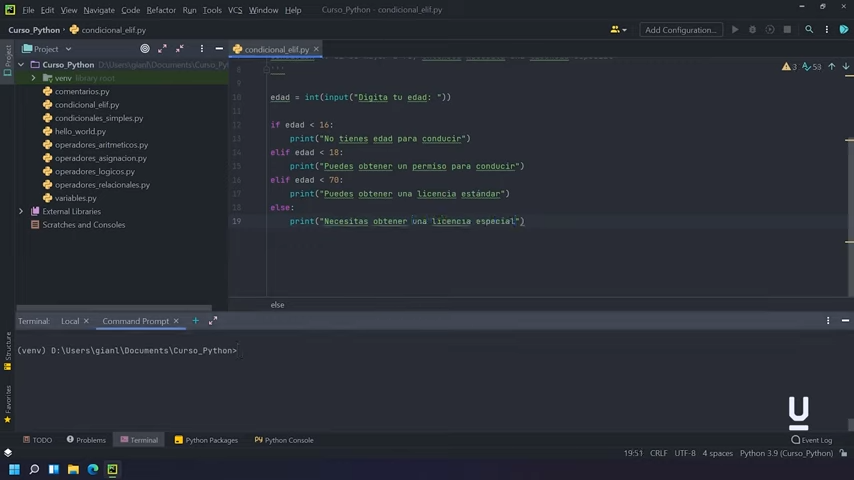 File Edit View Navigate Code Refactor Run Tools VCS Window Help Curso_Python - condicional_elif.py
Curso_Python condicional_elif.py Add Configuration...
Project condicional_elif.py
Curso_Python D:\Users\gianl\Documents\Curso_Py
venv library root
comentarios.py
condicional_elif.py
condicionales_simples.py
hello_world.py
operadores_aritmeticos.py
operadores_asignacion.py
operadores_logicos.py
operadores_relacionales.py
variables.py
External Libraries
Scratches and Consoles
3 53
8 """
9
10 edad = int(input("Digita tu edad: "))
11
12 if edad < 16:
13 print("No tienes edad para conducir")
14 elif edad < 18:
15 print("Puedes obtener un permiso para conducir")
16 elif edad < 70:
17 print("Puedes obtener una licencia estándar")
18 else:
19 print("Necesitas obtener una licencia especial")
else
Terminal: Local Command Prompt
(venv) D:\Users\gianl\Documents\Curso_Python>
Project
Structure
Favorites
U
TODO Problems Terminal Python Packages Python Console Event Log
19:51 CRLF UTF-8 4 spaces Python 3.9 (Curso_Python)